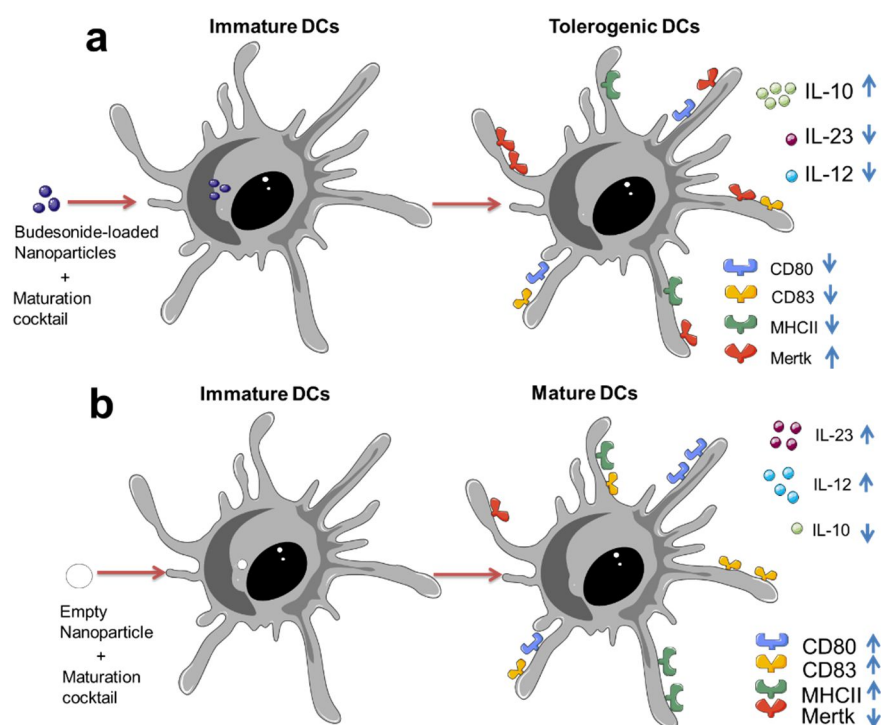 a
Immature DCs
Tolerogenic DCs
IL-10
IL-23
IL-12
Budesonide-loaded
Nanoparticles
+
Maturation
cocktail
CD80
CD83
MHCII
Mertk
b
Immature DCs
Mature DCs
IL-23
IL-12
IL-10
Empty
Nanoparticle
+
Maturation
cocktail
CD80
CD83
MHCII
Mertk